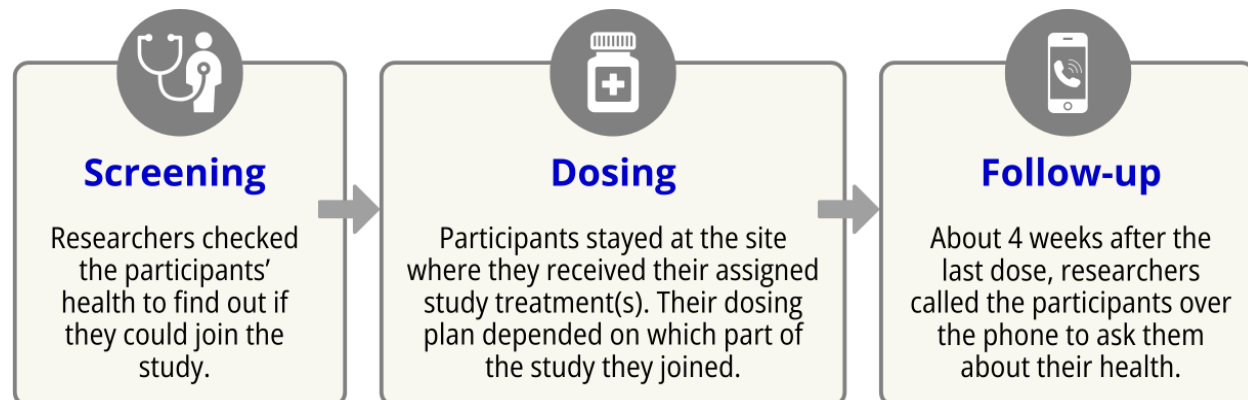 Screening
Researchers checked
the participants’
health to find out if
they could join the
study.
Dosing
Participants stayed at the site
where they received their assigned
study treatment(s). Their dosing
plan depended on which part of
the study they joined.
Follow-up
About 4 weeks after the
last dose, researchers
called the participants over
the phone to ask them
about their health.